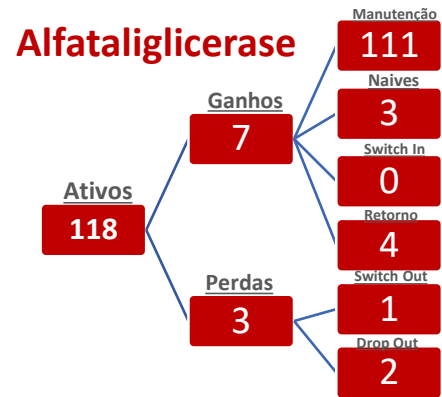 Alfataliglicerase
Manutenção
111
Naives
3
Switch In
0
Retorno
4
Ganhos
7
Ativos
118
Perdas
3
Switch Out
1
Drop Out
2